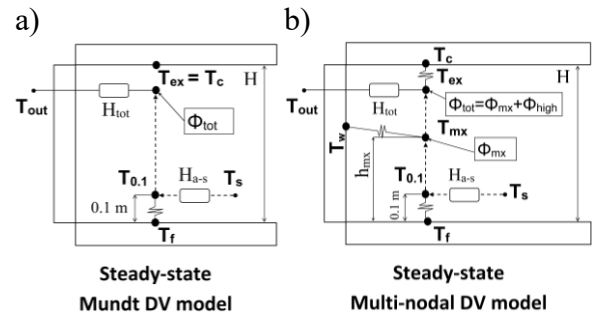 a)
T_ex = T_c
H
T_out
H_tot
Φ_tot
T_0.1
H_a-s
T_s
0.1 m
T_f
Steady-state
Mundt DV model
b)
T_c
T_ex
H
T_out
H_tot
Φ_tot=Φ_mx+Φ_high
T_mx
T_w
Φ_mx
h_mx
T_0.1
H_a-s
T_s
0.1 m
T_f
Steady-state
Multi-nodal DV model